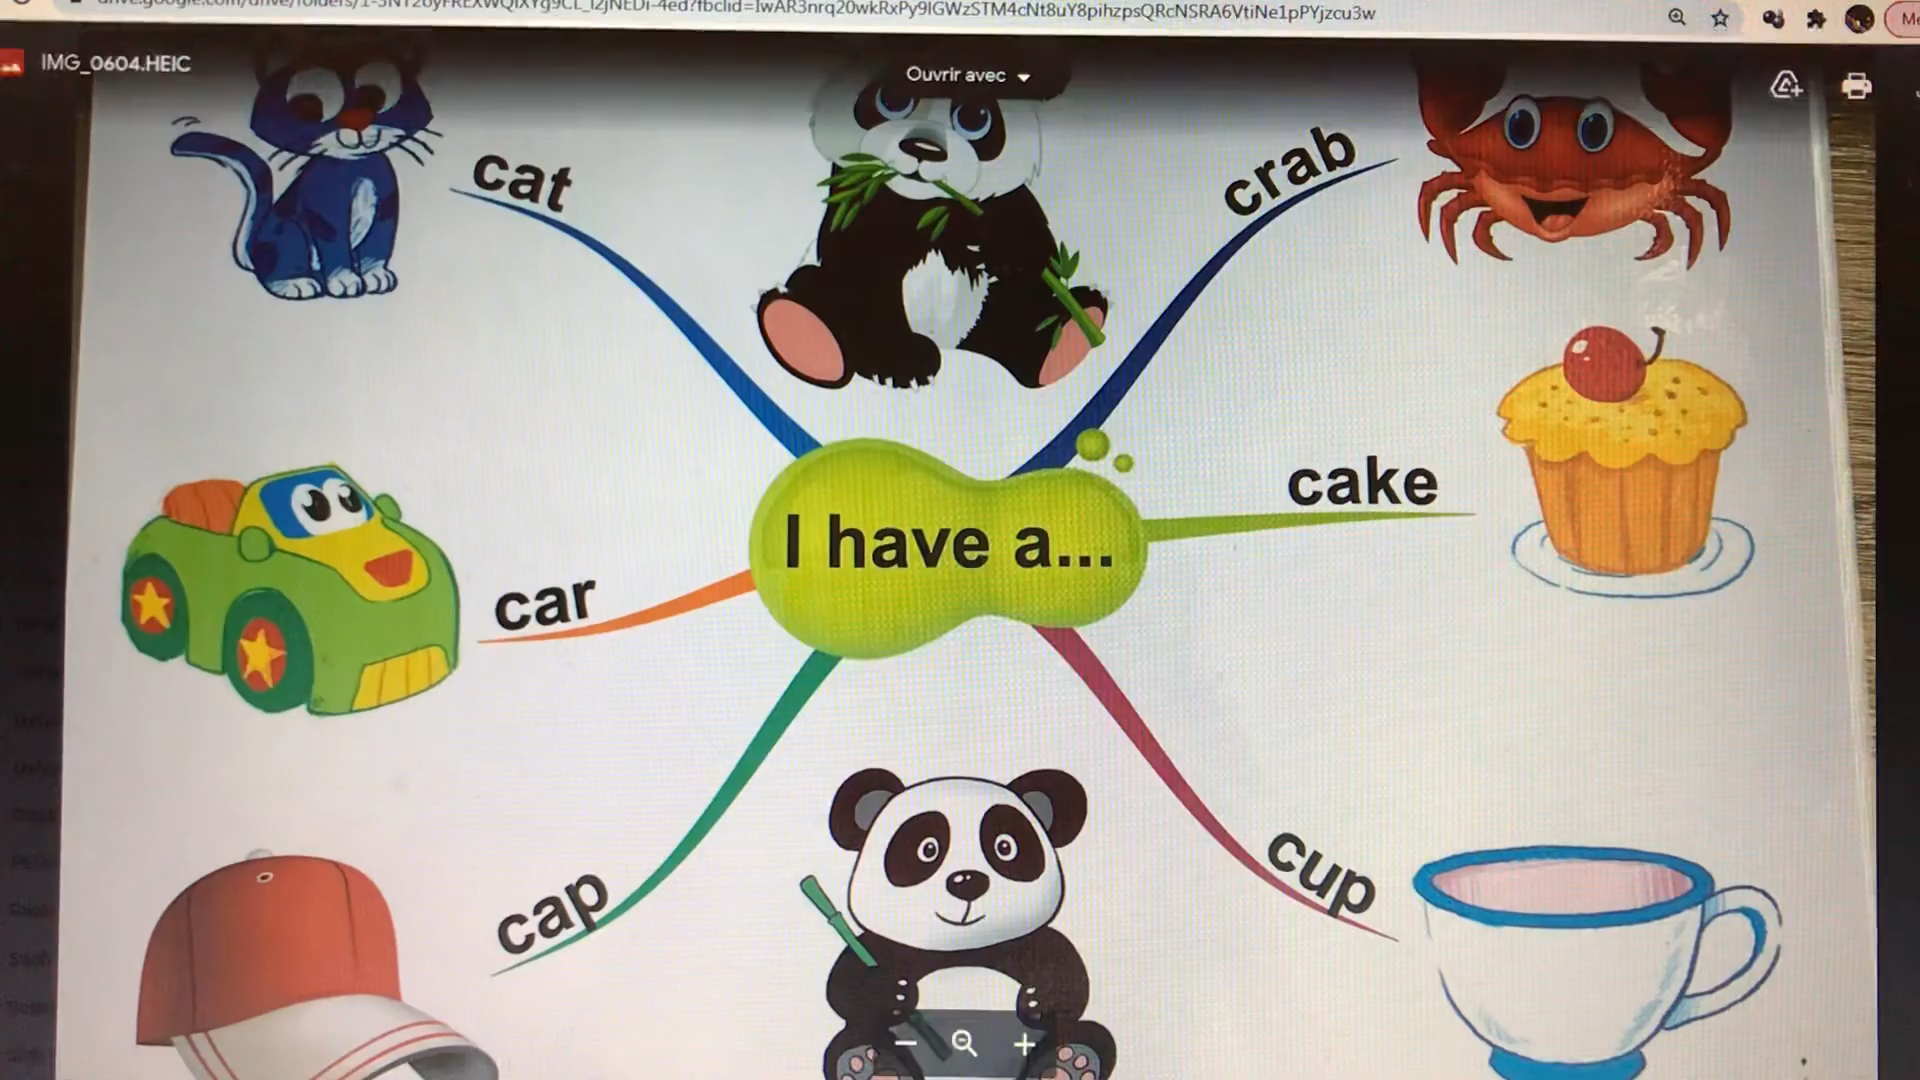 IMG_0604.HEIC
Ouvrir avec
cat
crab
cake
I have a...
car
cap
cup